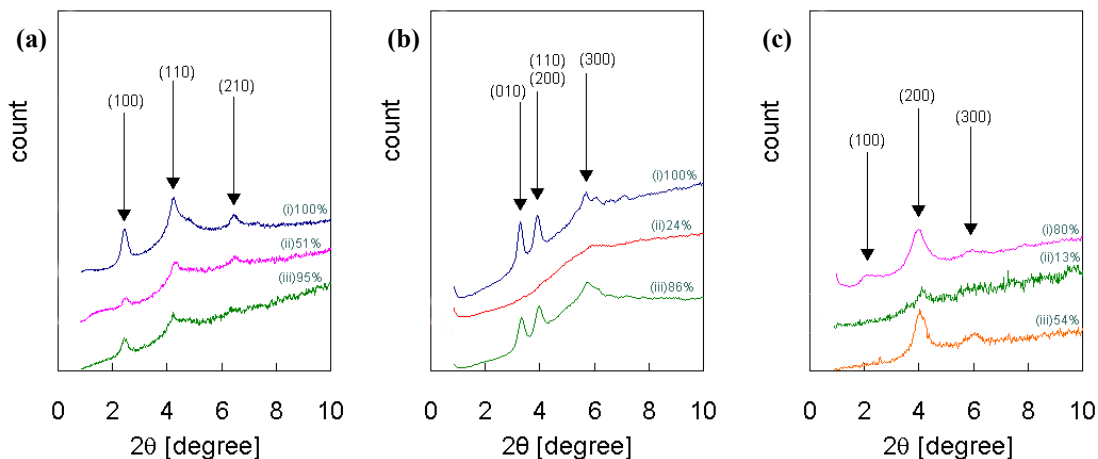 (a)
count
(100)
(110)
(210)
(i)100%
(ii)51%
(iii)95%
0 2 4 6 8 10
2θ [degree]
(b)
count
(010)
(110)
(200)
(300)
(i)100%
(ii)24%
(iii)86%
0 2 4 6 8 10
2θ [degree]
(c)
count
(100)
(200)
(300)
(i)80%
(ii)13%
(iii)54%
0 2 4 6 8 10
2θ [degree]